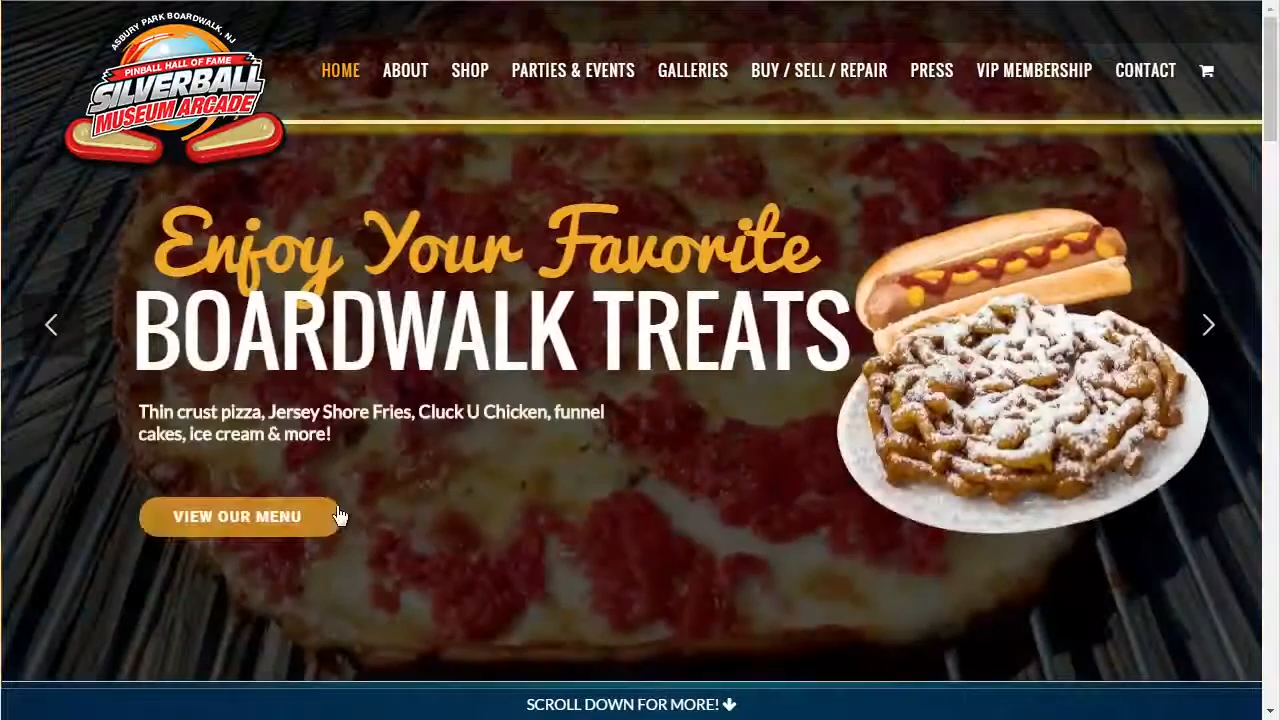 ASBURY PARK BOARDWALK, NJ
PINBALL HALL OF FAME
SILVERBALL
MUSEUM ARCADE
HOME ABOUT SHOP PARTIES & EVENTS GALLERIES BUY / SELL / REPAIR PRESS VIP MEMBERSHIP CONTACT
Enjoy Your Favorite
BOARDWALK TREATS
Thin crust pizza, Jersey Shore Fries, Cluck U Chicken, funnel
cakes, ice cream & more!
VIEW OUR MENU
SCROLL DOWN FOR MORE!